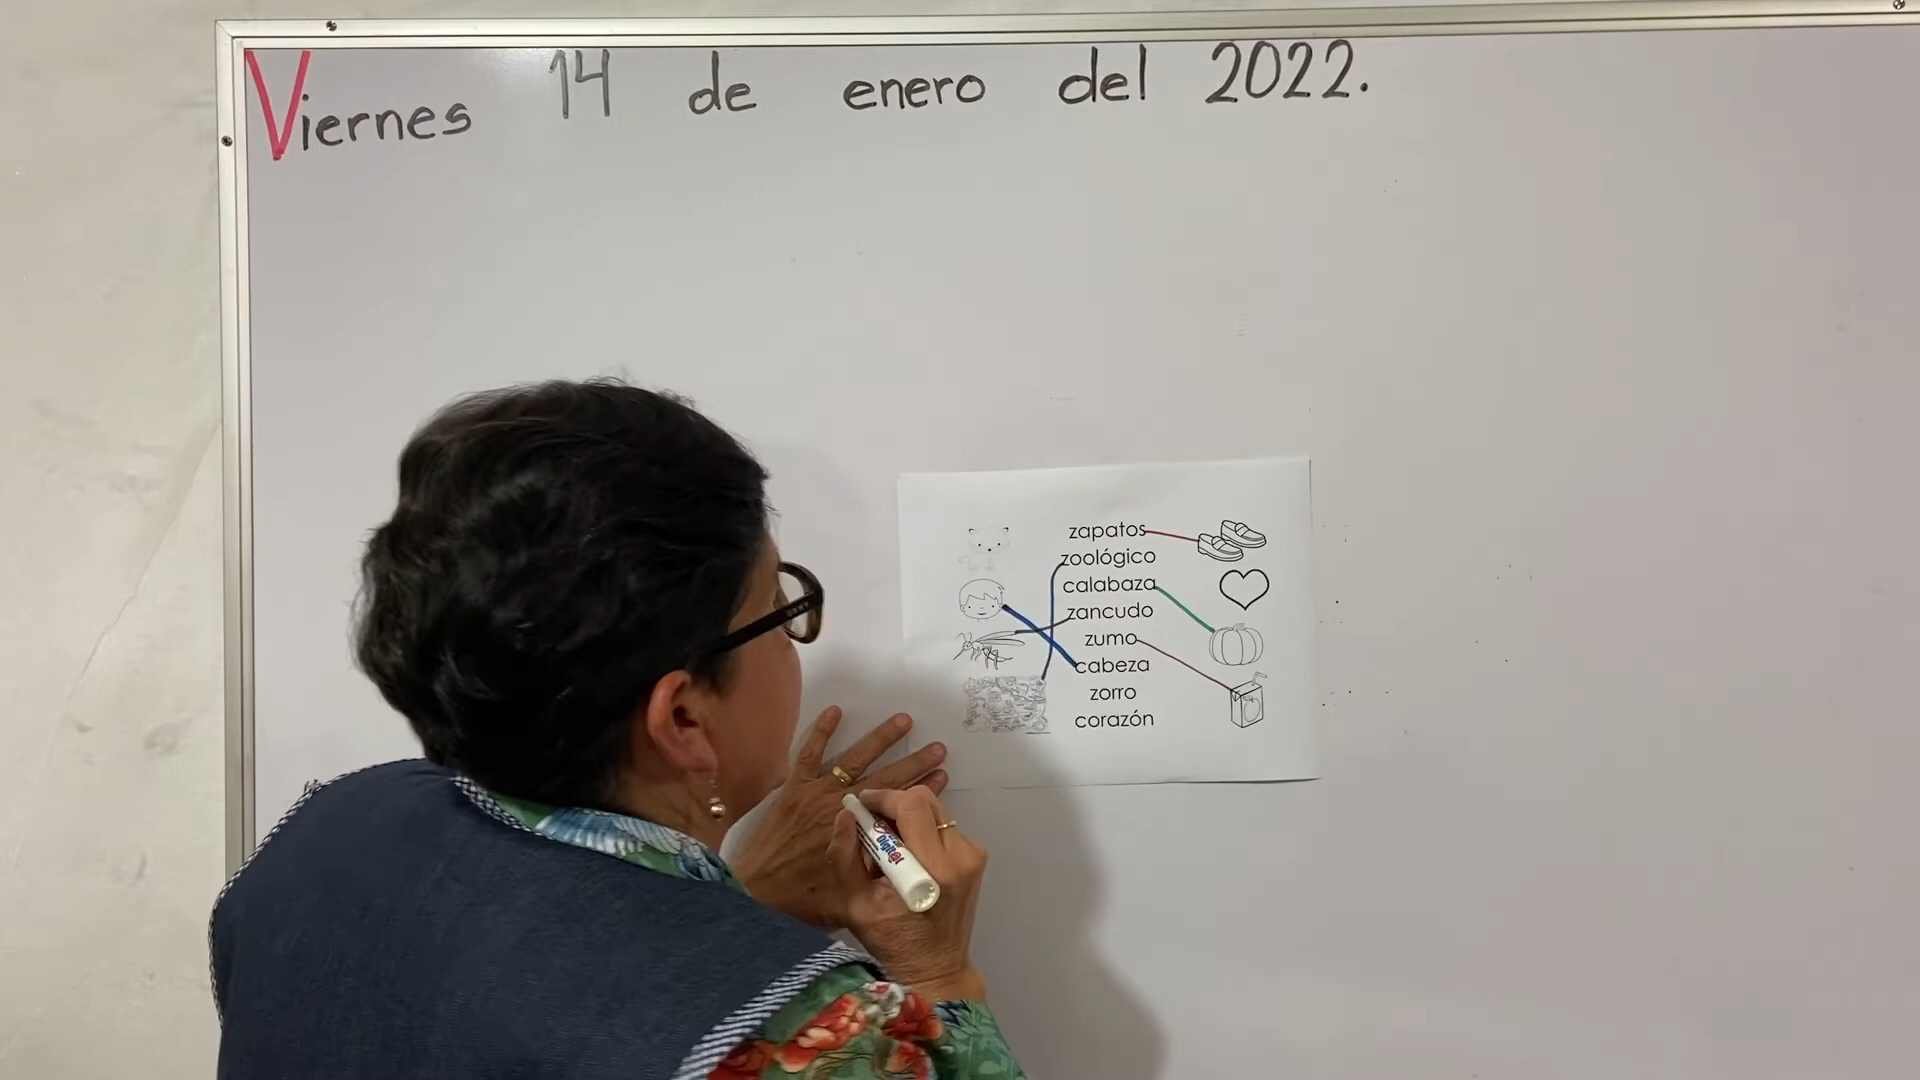 Viernes 14 de enero del 2022.
zapatos
zoológico
calabaza
zancudo
zumo
cabeza
zorro
corazón